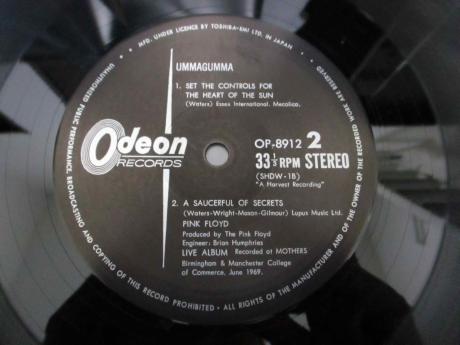 MFD. UNDER LICENCE BY TOSHIBA-EMI LTD. IN JAPAN • ALL RIGHTS OF THE MANUFACTURER AND OF THE OWNER OF THE RECORDED WORK ARE RESERVED
UNAUTHORISED PUBLIC PERFORMANCE, BROADCASTING AND COPYING OF THIS RECORD PROHIBITED •
UMMAGUMMA
1. SET THE CONTROLS FOR
THE HEART OF THE SUN
(Waters) Essex International. Mecolico.
Odeon
RECORDS
OP-8912 2
33⅓ RPM STEREO
(SHDW-1B)
"A Harvest Recording"
2. A SAUCERFUL OF SECRETS
(Waters-Wright-Mason-Gilmour) Lupus Music Ltd.
PINK FLOYD
Produced by The Pink Floyd
Engineer: Brian Humphries
LIVE ALBUM Recorded at MOTHERS
Birmingham & Manchester College
of Commerce. June 1969.